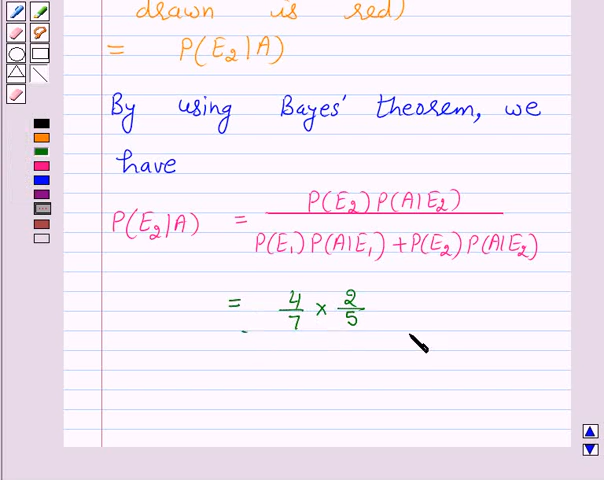 drawn is red)
= P(E₂|A)
By using Bayes' theorem, we
have
P(E₂|A) = P(E₂)P(A|E₂) / P(E₁)P(A|E₁)+P(E₂)P(A|E₂)
= 4/7 × 2/5